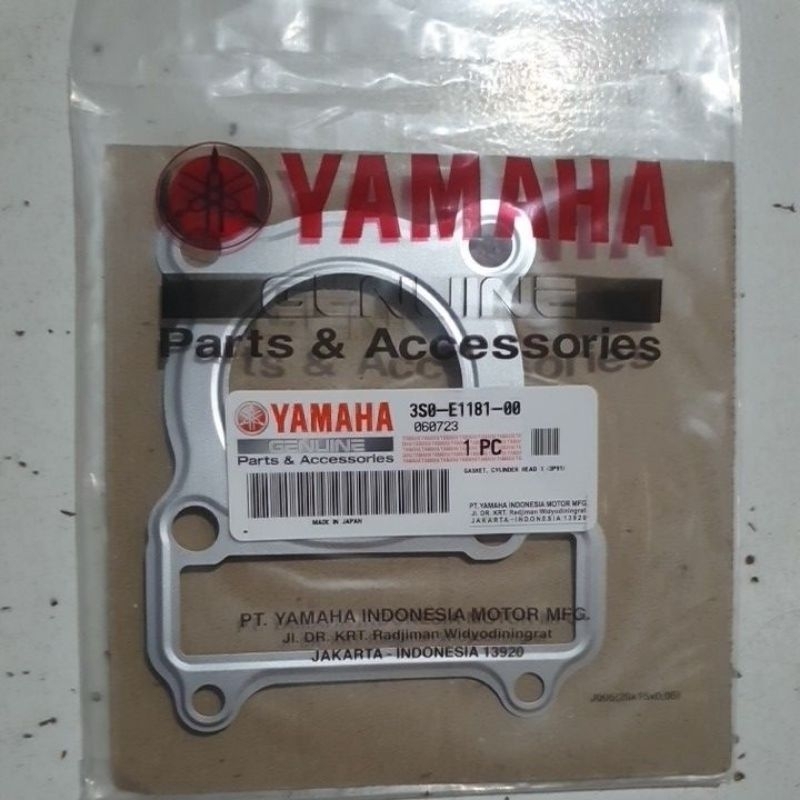 YAMAHA
GENUINE
Parts & Accessories
YAMAHA
GENUINE
Parts & Accessories
3S0-E1181-00
060723
1 PC
GASKET, CYLINDER HEAD 1
MADE IN JAPAN
PT.YAMAHA INDONESIA MOTOR MFG.
Jl. DR. KRT. Radjiman Widyodiningrat
JAKARTA - INDONESIA 13920
PT. YAMAHA INDONESIA MOTOR MFG.
Jl. DR. KRT. Radjiman Widyodiningrat
JAKARTA - INDONESIA 13920